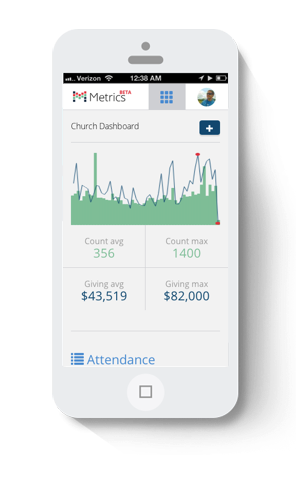 Verizon 12:38 AM
Metrics BETA
Church Dashboard
Count avg Count max
356 1400
Giving avg Giving max
$43,519 $82,000
Attendance